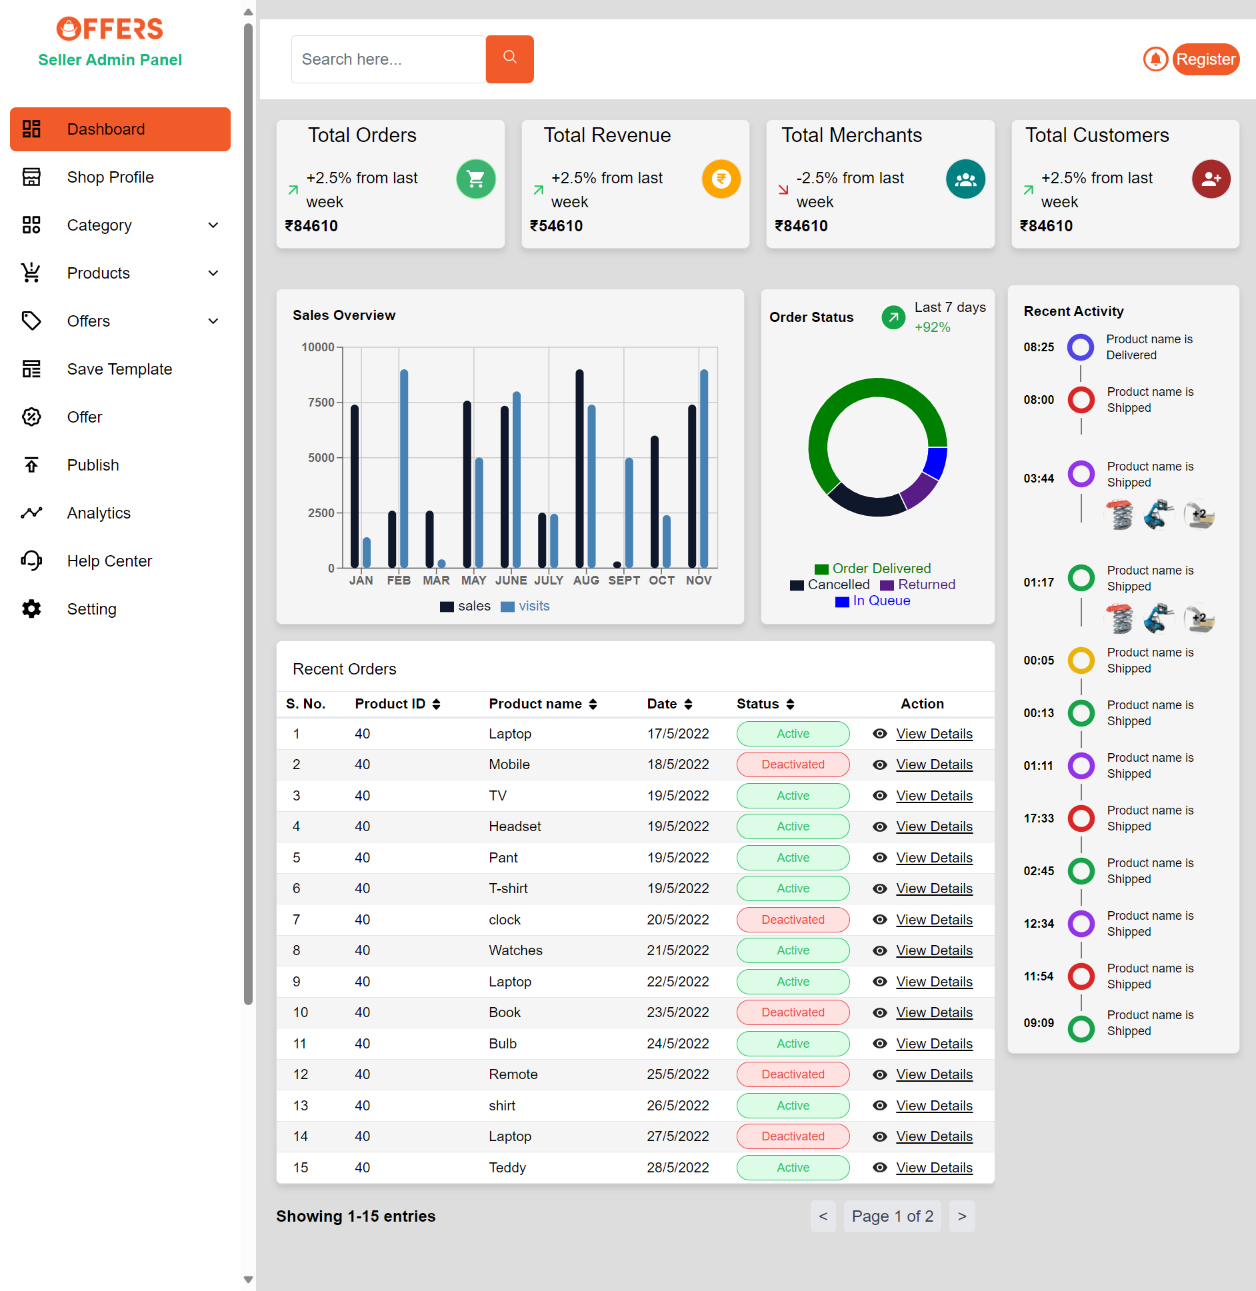 OFFERS
Seller Admin Panel
Dashboard
Shop Profile
Category
Products
Offers
Save Template
Offer
Publish
Analytics
Help Center
Setting
Search here...
Register
Total Orders
+2.5% from last
week
₹84610
Total Revenue
+2.5% from last
week
₹54610
Total Merchants
-2.5% from last
week
₹84610
Total Customers
+2.5% from last
week
₹84610
Sales Overview
10000
7500
5000
2500
0
JAN FEB MAR MAY JUNE JULY AUG SEPT OCT NOV
sales visits
Order Status
Last 7 days
+92%
Order Delivered
Cancelled Returned
In Queue
Recent Activity
08:25 Product name is
Delivered
08:00 Product name is
Shipped
03:44 Product name is
Shipped
+2
01:17 Product name is
Shipped
+2
00:05 Product name is
Shipped
00:13 Product name is
Shipped
01:11 Product name is
Shipped
17:33 Product name is
Shipped
02:45 Product name is
Shipped
12:34 Product name is
Shipped
11:54 Product name is
Shipped
09:09 Product name is
Shipped
Recent Orders
S. No. Product ID Product name Date Status Action
1 40 Laptop 17/5/2022 Active View Details
2 40 Mobile 18/5/2022 Deactivated View Details
3 40 TV 19/5/2022 Active View Details
4 40 Headset 19/5/2022 Active View Details
5 40 Pant 19/5/2022 Active View Details
6 40 T-shirt 19/5/2022 Active View Details
7 40 clock 20/5/2022 Deactivated View Details
8 40 Watches 21/5/2022 Active View Details
9 40 Laptop 22/5/2022 Active View Details
10 40 Book 23/5/2022 Deactivated View Details
11 40 Bulb 24/5/2022 Active View Details
12 40 Remote 25/5/2022 Deactivated View Details
13 40 shirt 26/5/2022 Active View Details
14 40 Laptop 27/5/2022 Deactivated View Details
15 40 Teddy 28/5/2022 Active View Details
Showing 1-15 entries
< Page 1 of 2 >